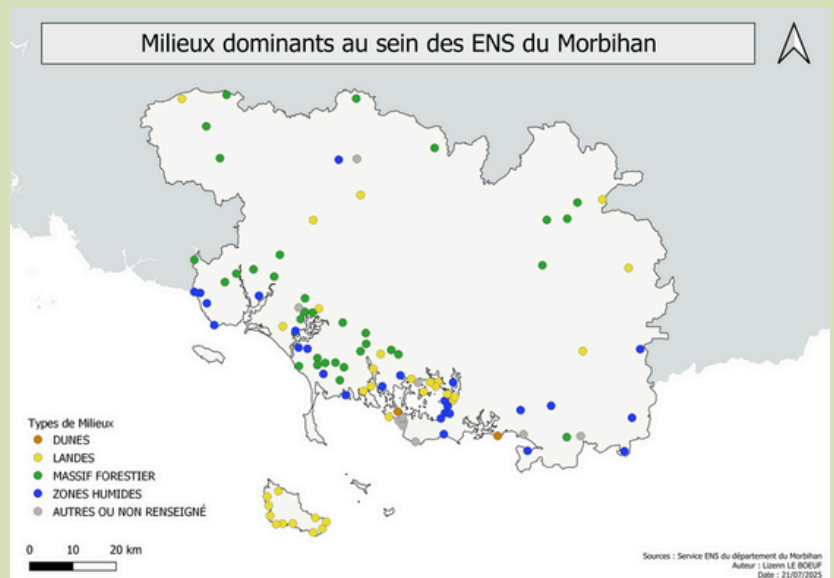 Milieux dominants au sein des ENS du Morbihan
Types de Milieux
DUNES
LANDES
MASSIF FORESTIER
ZONES HUMIDES
AUTRES OU NON RENSEIGNÉ
0 10 20 km
Sources : Service ENS du département du Morbihan
Auteur : Lizenn LE BOEUF
Date : 21/07/2025